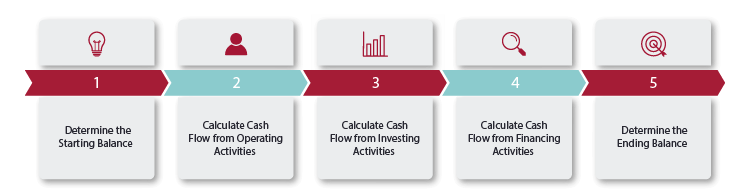 1
2
3
4
5
Determine the
Starting Balance
Calculate Cash
Flow from Operating
Activities
Calculate Cash
Flow from Investing
Activities
Calculate Cash
Flow from Financing
Activities
Determine the
Ending Balance